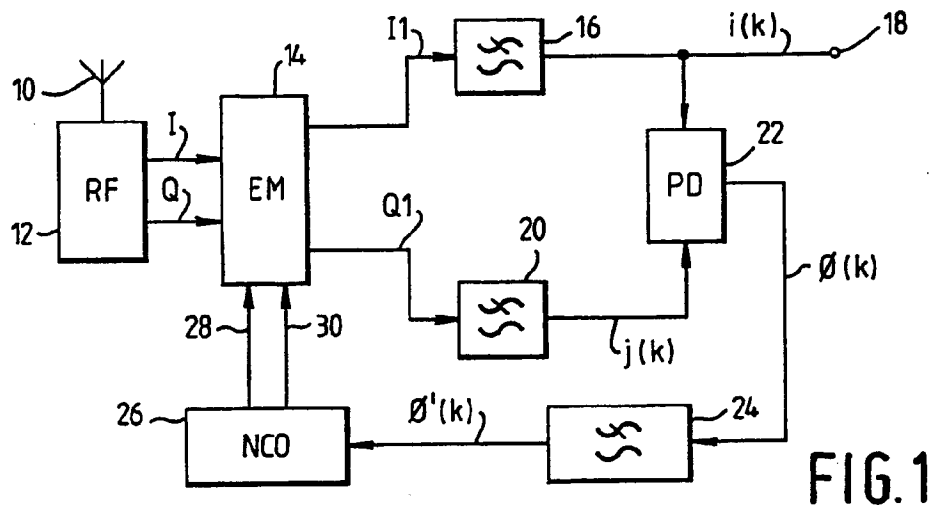 I1
16
i(k)
18
10
14
I
Q
RF
EM
12
PD
22
Q1
20
Ø(k)
28
30
j(k)
26
NCO
Ø'(k)
24
FIG.1